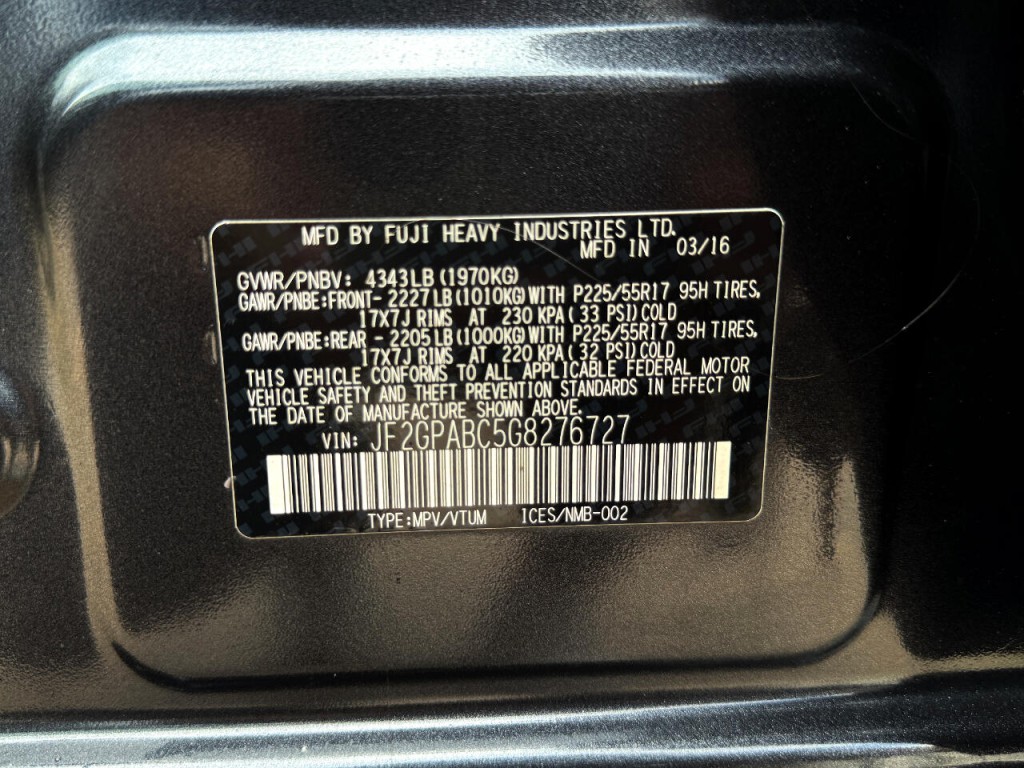 MFD BY FUJI HEAVY INDUSTRIES LTD.
MFD IN 03/16
GVWR/PNBV: 4343LB (1970KG)
GAWR/PNBE:FRONT- 2227LB (1010KG) WITH P225/55R17 95H TIRES,
17X7J RIMS AT 230 KPA (33 PSI) COLD
GAWR/PNBE:REAR - 2205LB (1000KG) WITH P225/55R17 95H TIRES,
17X7J RIMS AT 220 KPA (32 PSI) COLD
THIS VEHICLE CONFORMS TO ALL APPLICABLE FEDERAL MOTOR
VEHICLE SAFETY AND THEFT PREVENTION STANDARDS IN EFFECT ON
THE DATE OF MANUFACTURE SHOWN ABOVE.
VIN: JF2GPABC5G8276727
TYPE:MPV/VTUM ICES/NMB-002